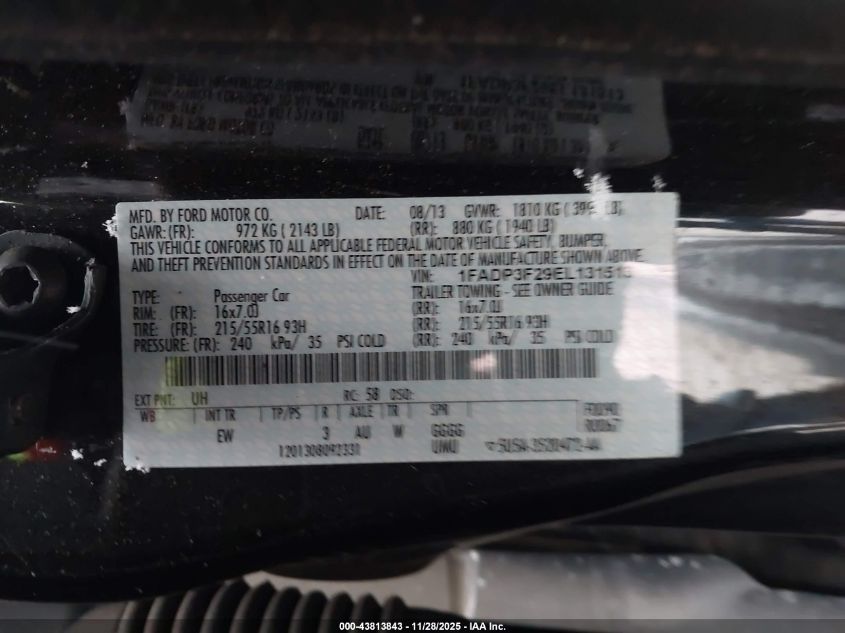 MFD. BY FORD MOTOR CO. DATE: 08/13 GVWR: 1810 KG
GAWR: (FR): 972 KG ( 2143 LB) (RR): 880 KG ( 1940 LB)
THIS VEHICLE CONFORMS TO ALL APPLICABLE FEDERAL MOTOR VEHICLE SAFETY, BUMPER,
AND THEFT PREVENTION STANDARDS IN EFFECT ON THE DATE OF MANUFACTURE SHOWN ABOVE.
VIN:
TYPE: Passenger Car TRAILER TOWING - SEE OWNER GUIDE
RIM: (FR): 16x7.0J (RR): 16x7.0J
TIRE: (FR): 215/55R16 93H (RR): 215/55R16 93H
PRESSURE: (FR): 240 kPa/ 35 PSI COLD (RR): 240 kPa/ 35 PSI COLD
EXT PNT: UH RC: 58 DSO:
WB INT TR TP/PS R AXLE TR SPR
EW 3 AU W GGGG
1201308092331 UMU
000-43813843 / 11/28/2025 - IAA Inc.